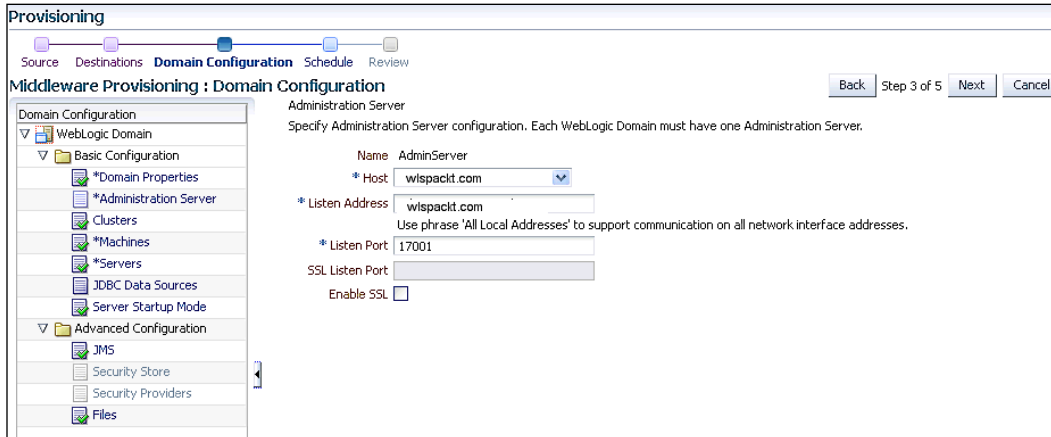 Provisioning
Source Destinations Domain Configuration Schedule Review
Middleware Provisioning : Domain Configuration
Back Step 3 of 5 Next Cancel
Domain Configuration
WebLogic Domain
Basic Configuration
*Domain Properties
*Administration Server
Clusters
*Machines
*Servers
JDBC Data Sources
Server Startup Mode
Advanced Configuration
JMS
Security Store
Security Providers
Files
Administration Server
Specify Administration Server configuration. Each WebLogic Domain must have one Administration Server.
Name AdminServer
* Host wlspackt.com
* Listen Address wlspackt.com
Use phrase 'All Local Addresses' to support communication on all network interface addresses.
* Listen Port 17001
SSL Listen Port
Enable SSL